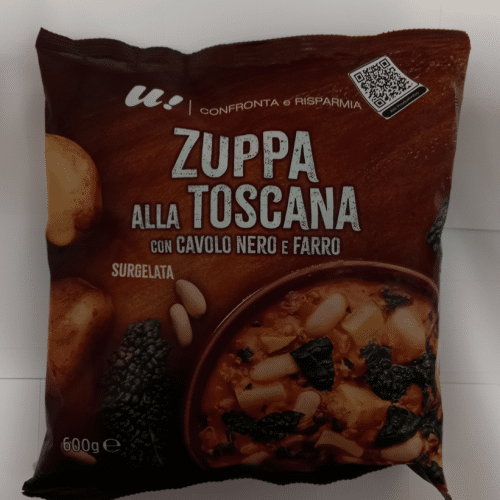 U! | CONFRONTA e RISPARMIA
ZUPPA
ALLA TOSCANA
CON CAVOLO NERO E FARRO
SURGELATA
600g e